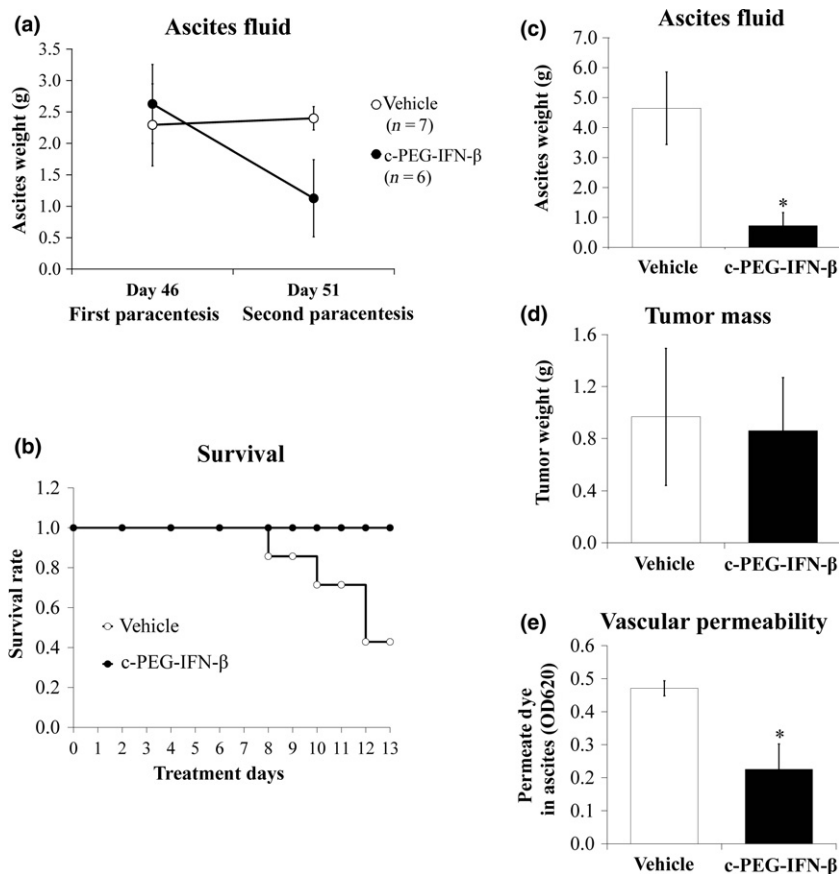 (a)
Ascites fluid
Ascites weight (g)
3.5
3.0
2.5
2.0
1.5
1.0
0.5
0.0
Vehicle
(n = 7)
c-PEG-IFN-β
(n = 6)
Day 46
First paracentesis
Day 51
Second paracentesis
(b)
Survival
Survival rate
1.2
1.0
0.8
0.6
0.4
0.2
0.0
Vehicle
c-PEG-IFN-β
0 1 2 3 4 5 6 7 8 9 10 11 12 13
Treatment days
(c)
Ascites fluid
Ascites weight (g)
7.0
6.0
5.0
4.0
3.0
2.0
1.0
0.0
*
Vehicle c-PEG-IFN-β
(d)
Tumor mass
Tumor weight (g)
1.6
1.2
0.8
0.4
0.0
Vehicle c-PEG-IFN-β
(e)
Vascular permeability
Permeate dye
in ascites (OD620)
0.6
0.5
0.4
0.3
0.2
0.1
0.0
*
Vehicle c-PEG-IFN-β